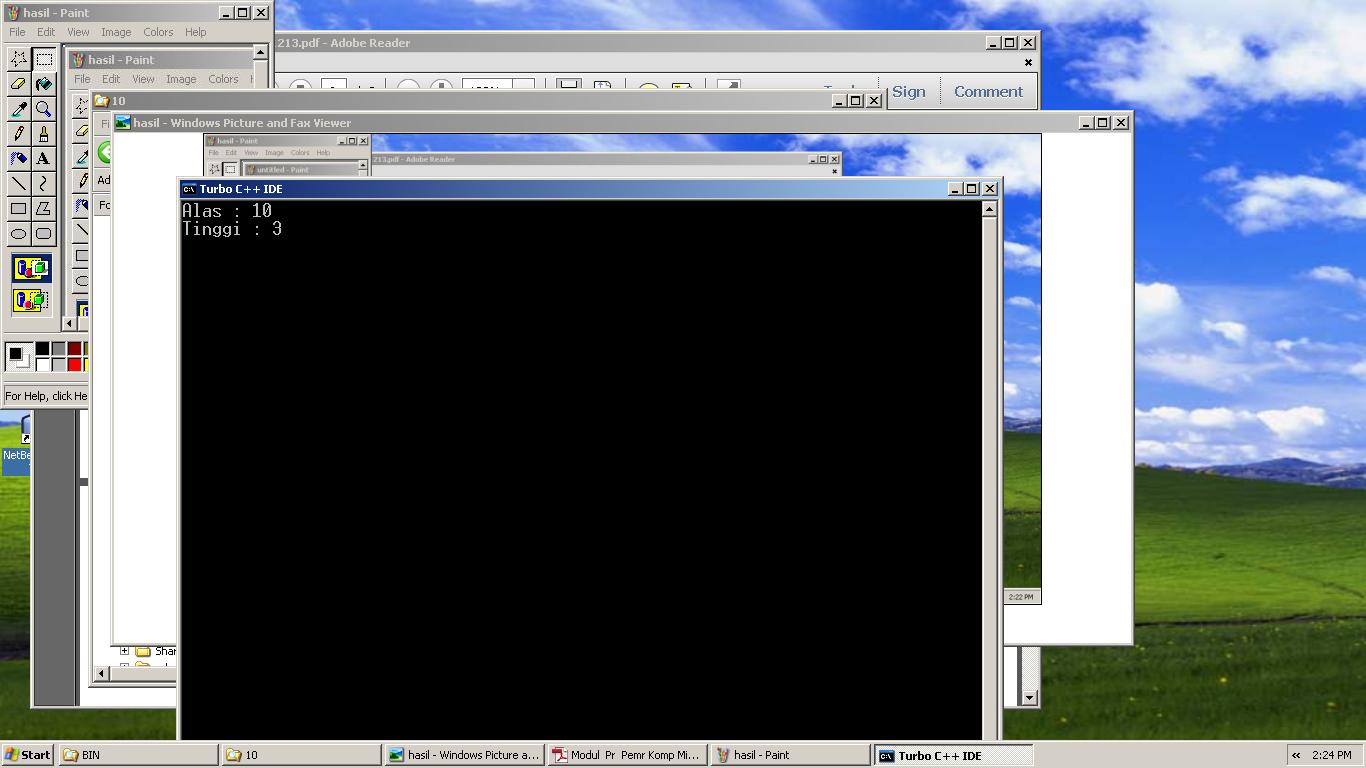 hasil - Paint
File Edit View Image Colors Help
213.pdf - Adobe Reader
hasil - Paint
File Edit View Image Colors
Sign Comment
10
hasil - Windows Picture and Fax Viewer
hasil - Paint
File Edit View Image Colors Help
213.pdf - Adobe Reader
untitled - Paint
Turbo C++ IDE
Alas : 10
Tinggi : 3
For Help, click He
NetBe
2:22 PM
Shar
Start
BIN
10
hasil - Windows Picture a...
Modul Pr Pemr Komp Mi...
hasil - Paint
Turbo C++ IDE
«
2:24 PM